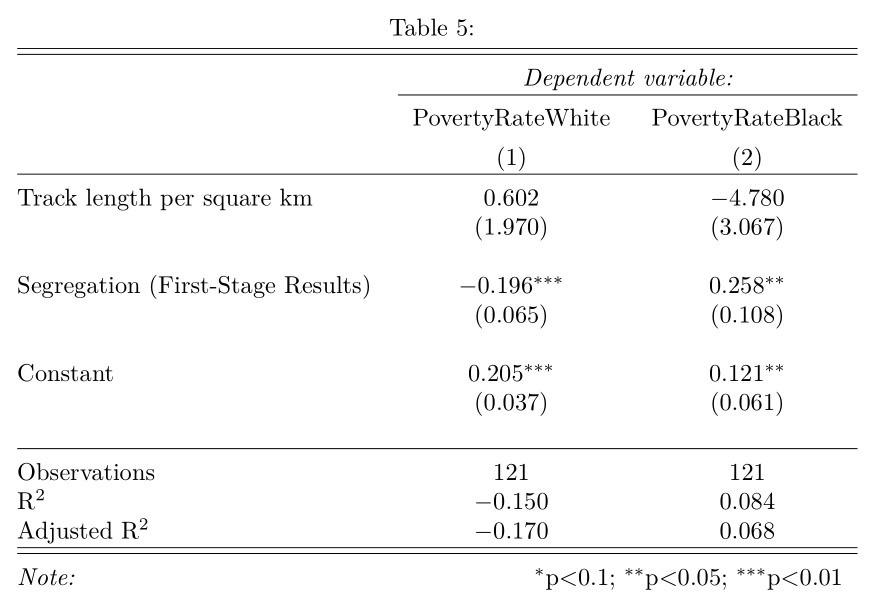 Table 5:
Dependent variable:
PovertyRateWhite PovertyRateBlack
(1) (2)
Track length per square km 0.602 −4.780
(1.970) (3.067)
Segregation (First-Stage Results) −0.196*** 0.258**
(0.065) (0.108)
Constant 0.205*** 0.121**
(0.037) (0.061)
Observations 121 121
R² −0.150 0.084
Adjusted R² −0.170 0.068
Note: *p<0.1; **p<0.05; ***p<0.01